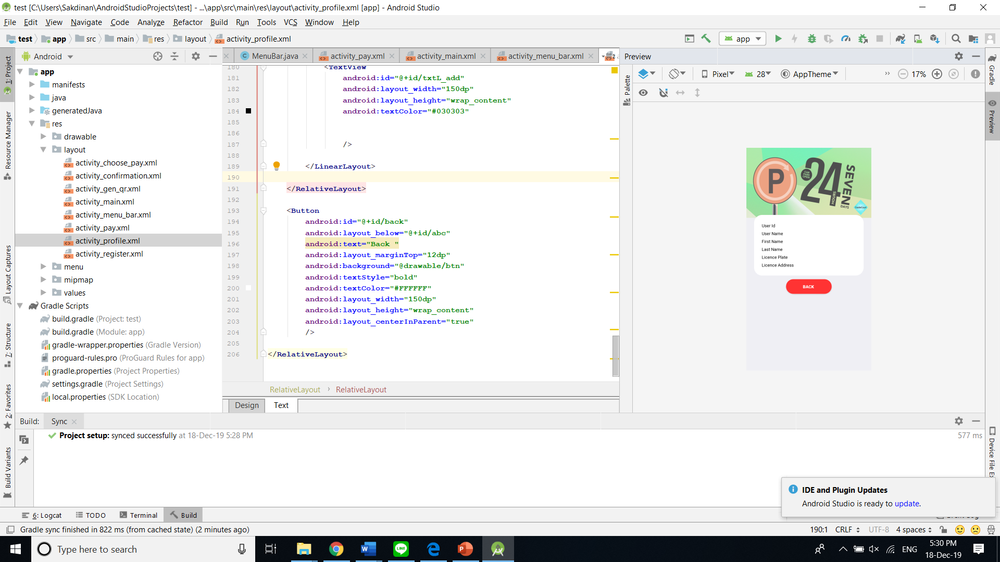 test [C:\Users\Sakdinan\AndroidStudioProjects\test] - ...\app\src\main\res\layout\activity_profile.xml [app] - Android Studio
File Edit View Navigate Code Analyze Refactor Build Run Tools VCS Window Help
test app src main res layout activity_profile.xml
app
Android
MenuBar.java activity_pay.xml activity_main.xml activity_menu_bar.xml
Preview
1: Project
Resource Manager
Layout Captures
7: Structure
2: Favorites
Build Variants
app
manifests
java
generatedJava
res
drawable
layout
activity_choose_pay.xml
activity_confirmation.xml
activity_gen_qr.xml
activity_main.xml
activity_menu_bar.xml
activity_pay.xml
activity_profile.xml
activity_register.xml
menu
mipmap
values
Gradle Scripts
build.gradle (Project: test)
build.gradle (Module: app)
gradle-wrapper.properties (Gradle Version)
proguard-rules.pro (ProGuard Rules for app)
gradle.properties (Project Properties)
settings.gradle (Project Settings)
local.properties (SDK Location)
180 <TextView
181 android:id="@+id/txtL_add"
182 android:layout_width="150dp"
183 android:layout_height="wrap_content"
184 android:textColor="#030303"
185
186
187 />
188
189 </LinearLayout>
190
191 </RelativeLayout>
192
193 <Button
194 android:id="@+id/back"
195 android:layout_below="@+id/abc"
196 android:text="Back "
197 android:layout_marginTop="12dp"
198 android:background="@drawable/btn"
199 android:textStyle="bold"
200 android:textColor="#FFFFFF"
201 android:layout_width="150dp"
202 android:layout_height="wrap_content"
203 android:layout_centerInParent="true"
204 />
205
206 </RelativeLayout>
RelativeLayout › RelativeLayout
Design Text
Palette
Pixel 28 AppTheme 17%
P
CAR PARK OPEN
24
HOURS
SEVEN
DAYS
User Id
User Name
First Name
Last Name
Licence Plate
Licence Address
BACK
Gradle
Preview
Device File Ex
Build: Sync
Project setup: synced successfully at 18-Dec-19 5:28 PM
577 ms
IDE and Plugin Updates
Android Studio is ready to update.
6: Logcat TODO Terminal Build
Gradle sync finished in 822 ms (from cached state) (2 minutes ago)
190:1 CRLF UTF-8 4 spaces
Type here to search
W
LINE
P
ENG
5:30 PM
18-Dec-19